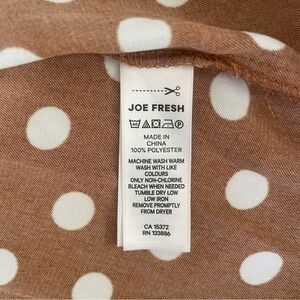 JOE FRESH
MADE IN
CHINA
100% POLYESTER
MACHINE WASH WARM
WASH WITH LIKE
COLOURS
ONLY NON-CHLORINE
BLEACH WHEN NEEDED
TUMBLE DRY LOW
LOW IRON
REMOVE PROMPTLY
FROM DRYER
CA 15372
RN 133886